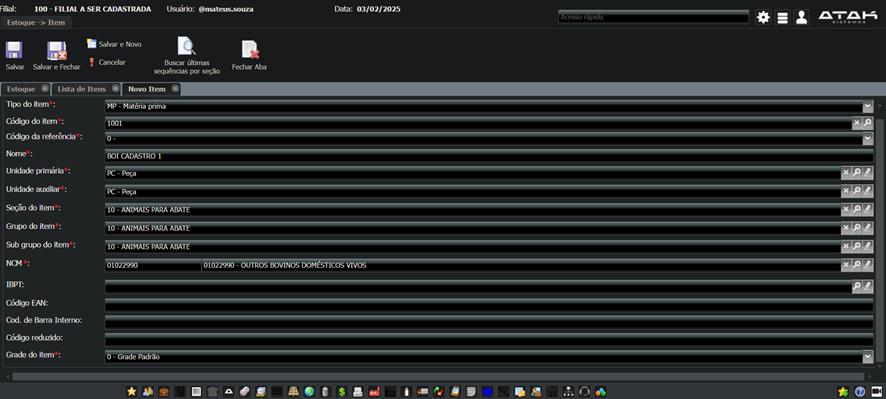 Filial: 100 - FILIAL A SER CADASTRADA Usuário: @mateus.souza Data: 03/02/2025
Acesso rápido
ATAK
SISTEMAS
Estoque -> Item
Salvar
Salvar e Fechar
Salvar e Novo
Cancelar
Buscar últimas
sequências por seção
Fechar Aba
Estoque Lista de Itens Novo Item
Tipo do item*: MP - Matéria prima
Código do item*: 1001
Código da referência*: 0 -
Nome*: BOI CADASTRO 1
Unidade primária*: PC - Peça
Unidade auxiliar*: PC - Peça
Seção do item*: 10 - ANIMAIS PARA ABATE
Grupo do item*: 10 - ANIMAIS PARA ABATE
Sub grupo do item*: 10 - ANIMAIS PARA ABATE
NCM*: 01022990 01022990 - OUTROS BOVINOS DOMÉSTICOS VIVOS
IBPT:
Código EAN:
Cod. de Barra Interno:
Código reduzido:
Grade do item*: 0 - Grade Padrão